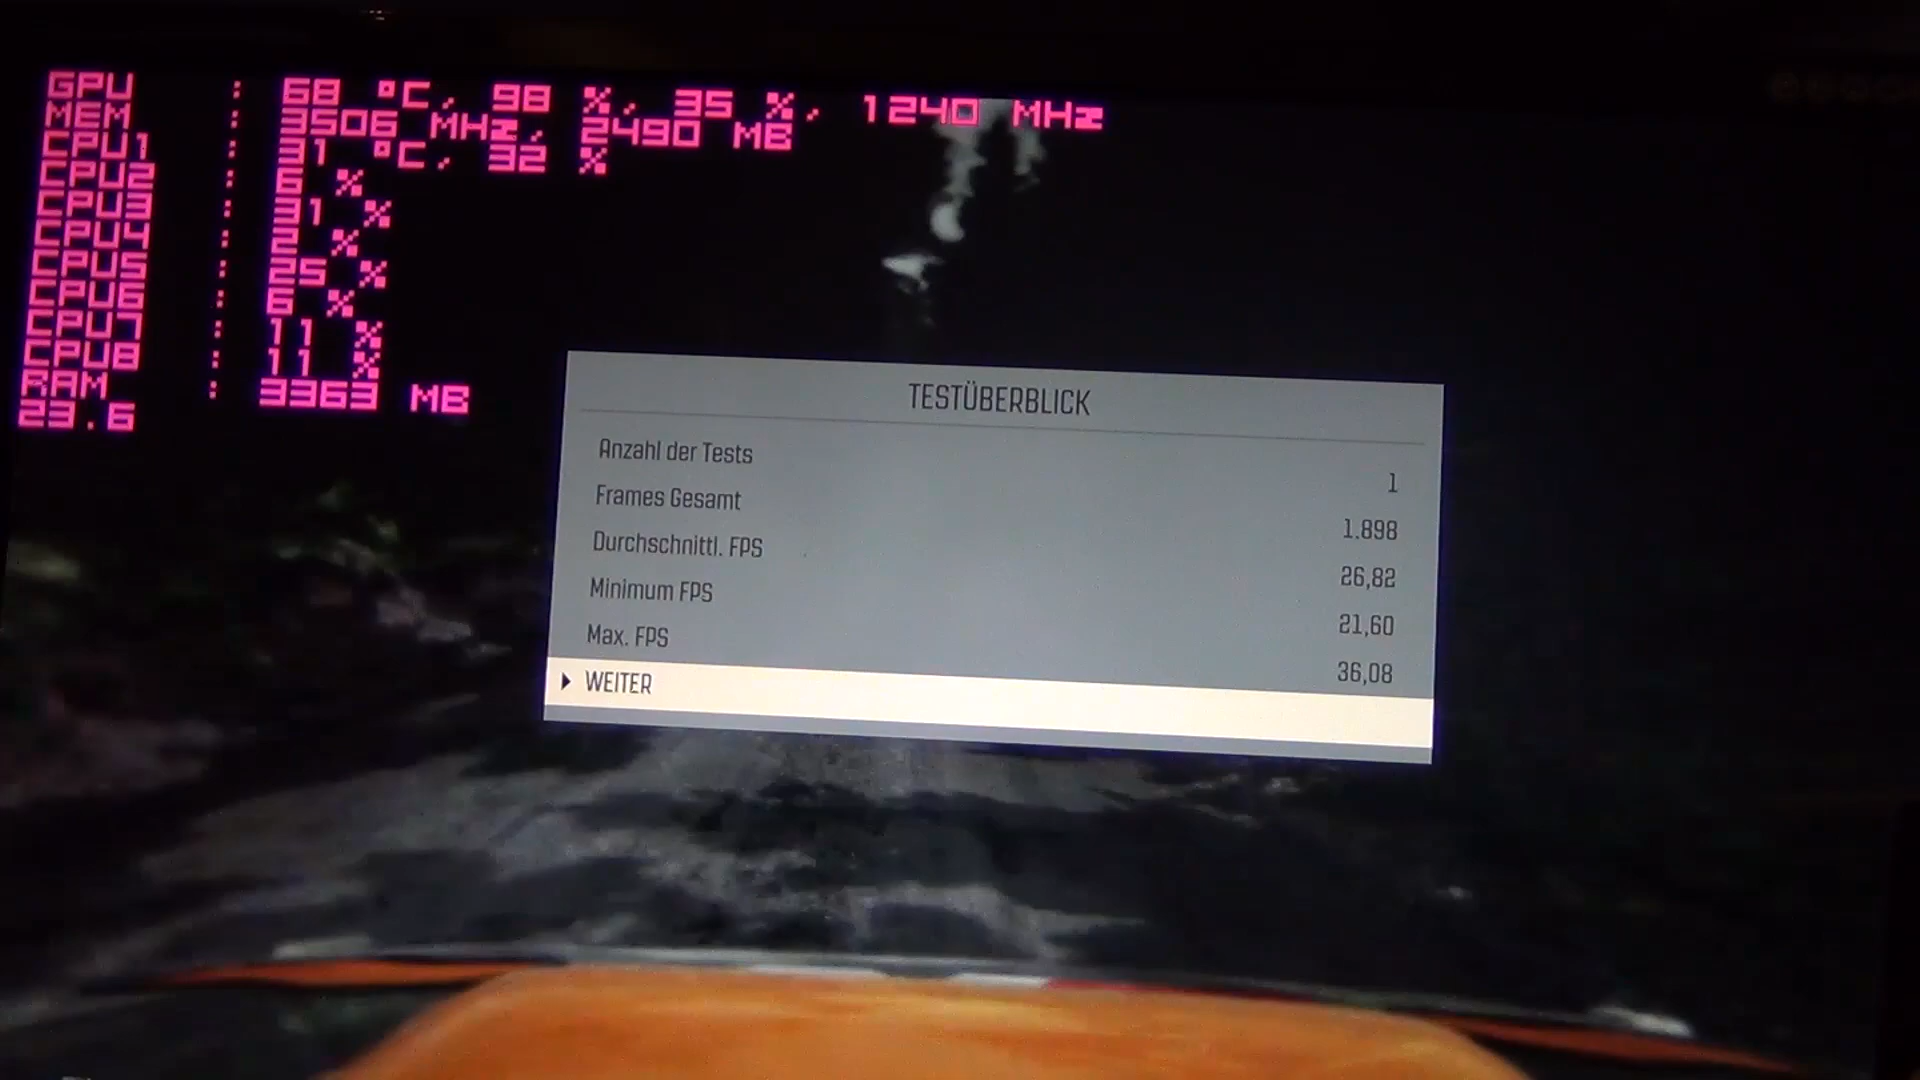 GPU : 68 °C, 98 %, 35 %, 1240 MHz
MEM : 3506 MHz, 2490 MB
CPU1 : 31 °C, 32 %
CPU2 : 6 %
CPU3 : 31 %
CPU4 : 2 %
CPU5 : 25 %
CPU6 : 6 %
CPU7 : 11 %
CPU8 : 11 %
RAM : 3363 MB
23.6
TESTÜBERBLICK
Anzahl der Tests 1
Frames Gesamt 1.898
Durchschnittl. FPS 26,82
Minimum FPS 21,60
Max. FPS 36,08
WEITER